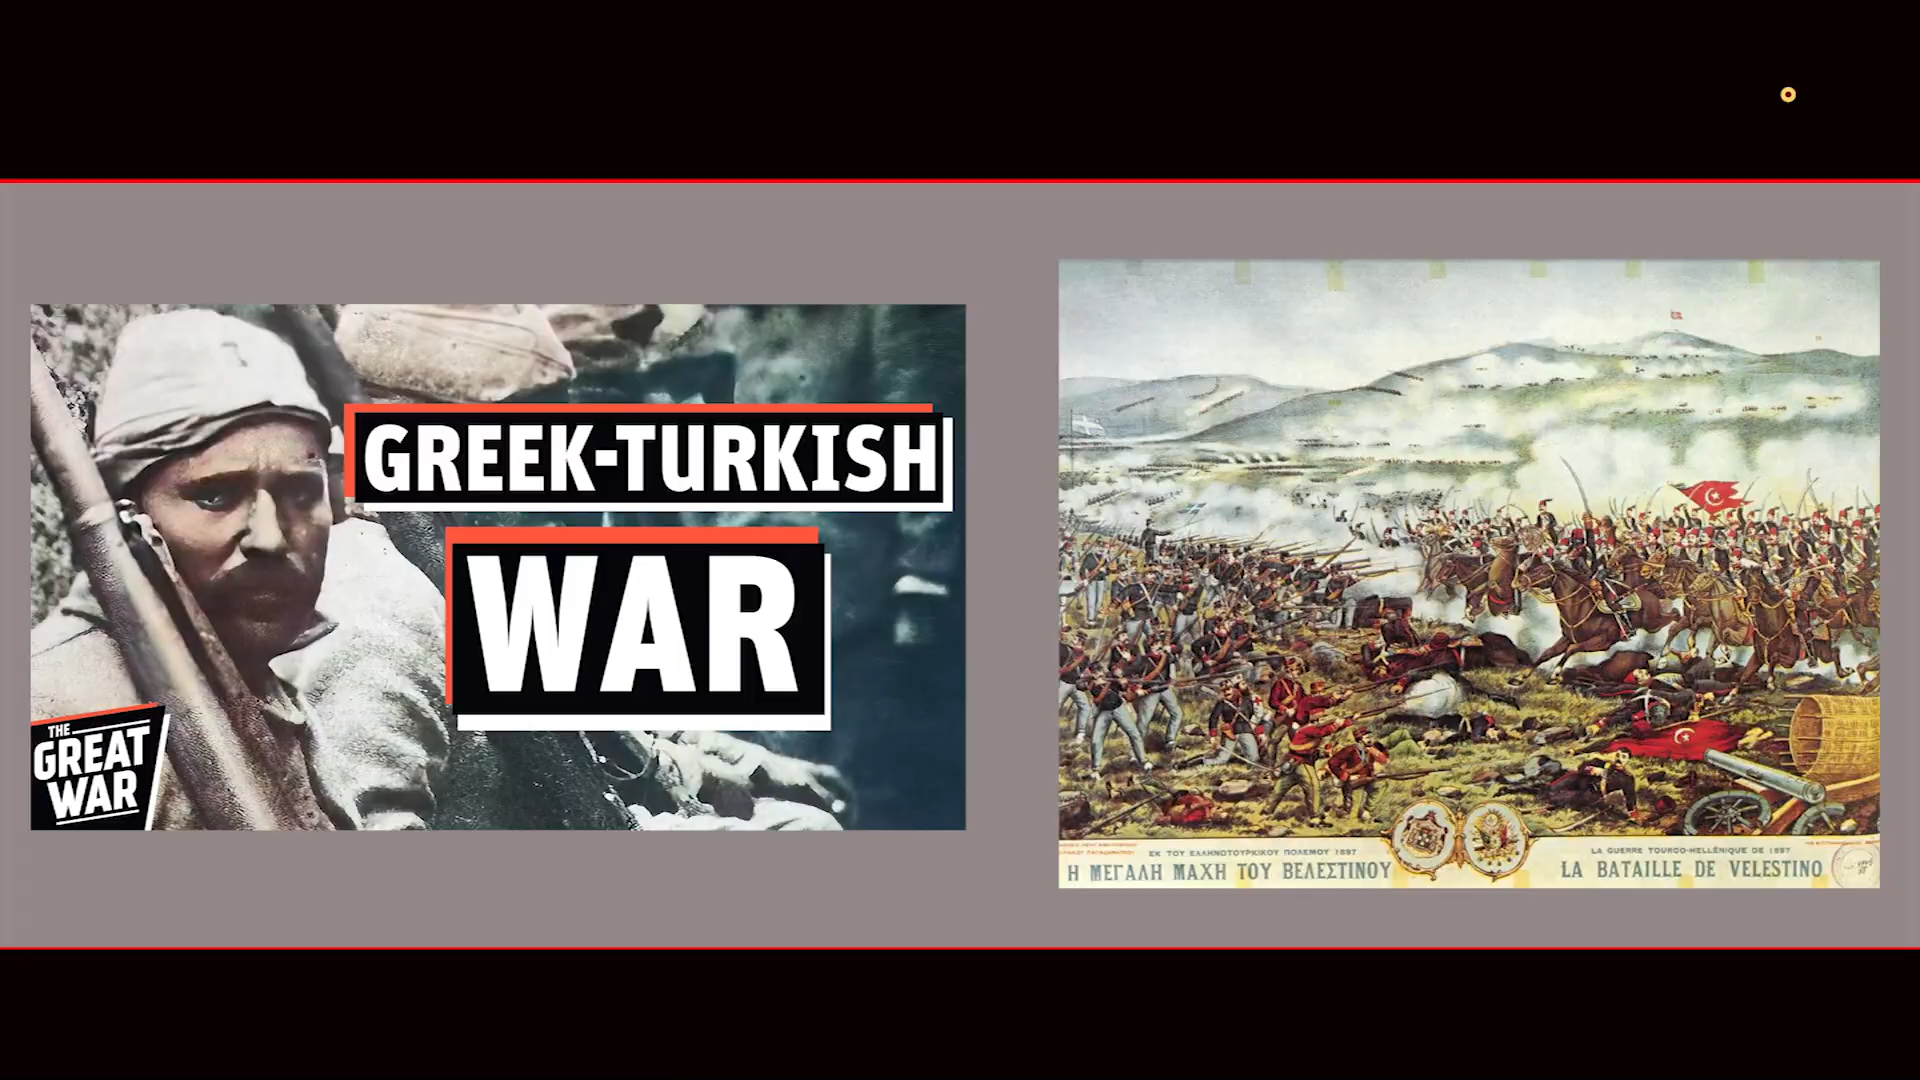 GREEK-TURKISH
WAR
THE
GREAT
WAR
ΕΚ ΤΟΥ ΕΛΛΗΝΟΤΟΥΡΚΙΚΟΥ ΠΟΛΕΜΟΥ 1897
Η ΜΕΓΑΛΗ ΜΑΧΗ ΤΟΥ ΒΕΛΕΣΤΙΝΟΥ
LA GUERRE TOURCO-HELLÈNIQUE DE 1897
LA BATAILLE DE VELESTINO